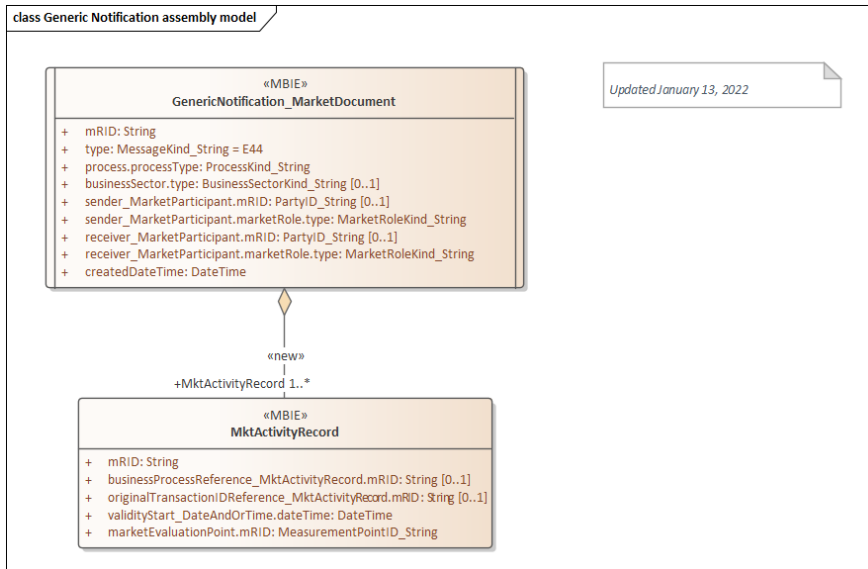 class Generic Notification assembly model
«MBIE»
GenericNotification_MarketDocument
+ mRID: String
+ type: MessageKind_String = E44
+ process.processType: ProcessKind_String
+ businessSector.type: BusinessSectorKind_String [0..1]
+ sender_MarketParticipant.mRID: PartyID_String [0..1]
+ sender_MarketParticipant.marketRole.type: MarketRoleKind_String
+ receiver_MarketParticipant.mRID: PartyID_String [0..1]
+ receiver_MarketParticipant.marketRole.type: MarketRoleKind_String
+ createdDateTime: DateTime
Updated January 13, 2022
«new»
+MktActivityRecord 1..*
«MBIE»
MktActivityRecord
+ mRID: String
+ businessProcessReference_MktActivityRecord.mRID: String [0..1]
+ originalTransactionIDReference_MktActivityRecord.mRID: String [0..1]
+ validityStart_DateAndOrTime.dateTime: DateTime
+ marketEvaluationPoint.mRID: MeasurementPointID_String